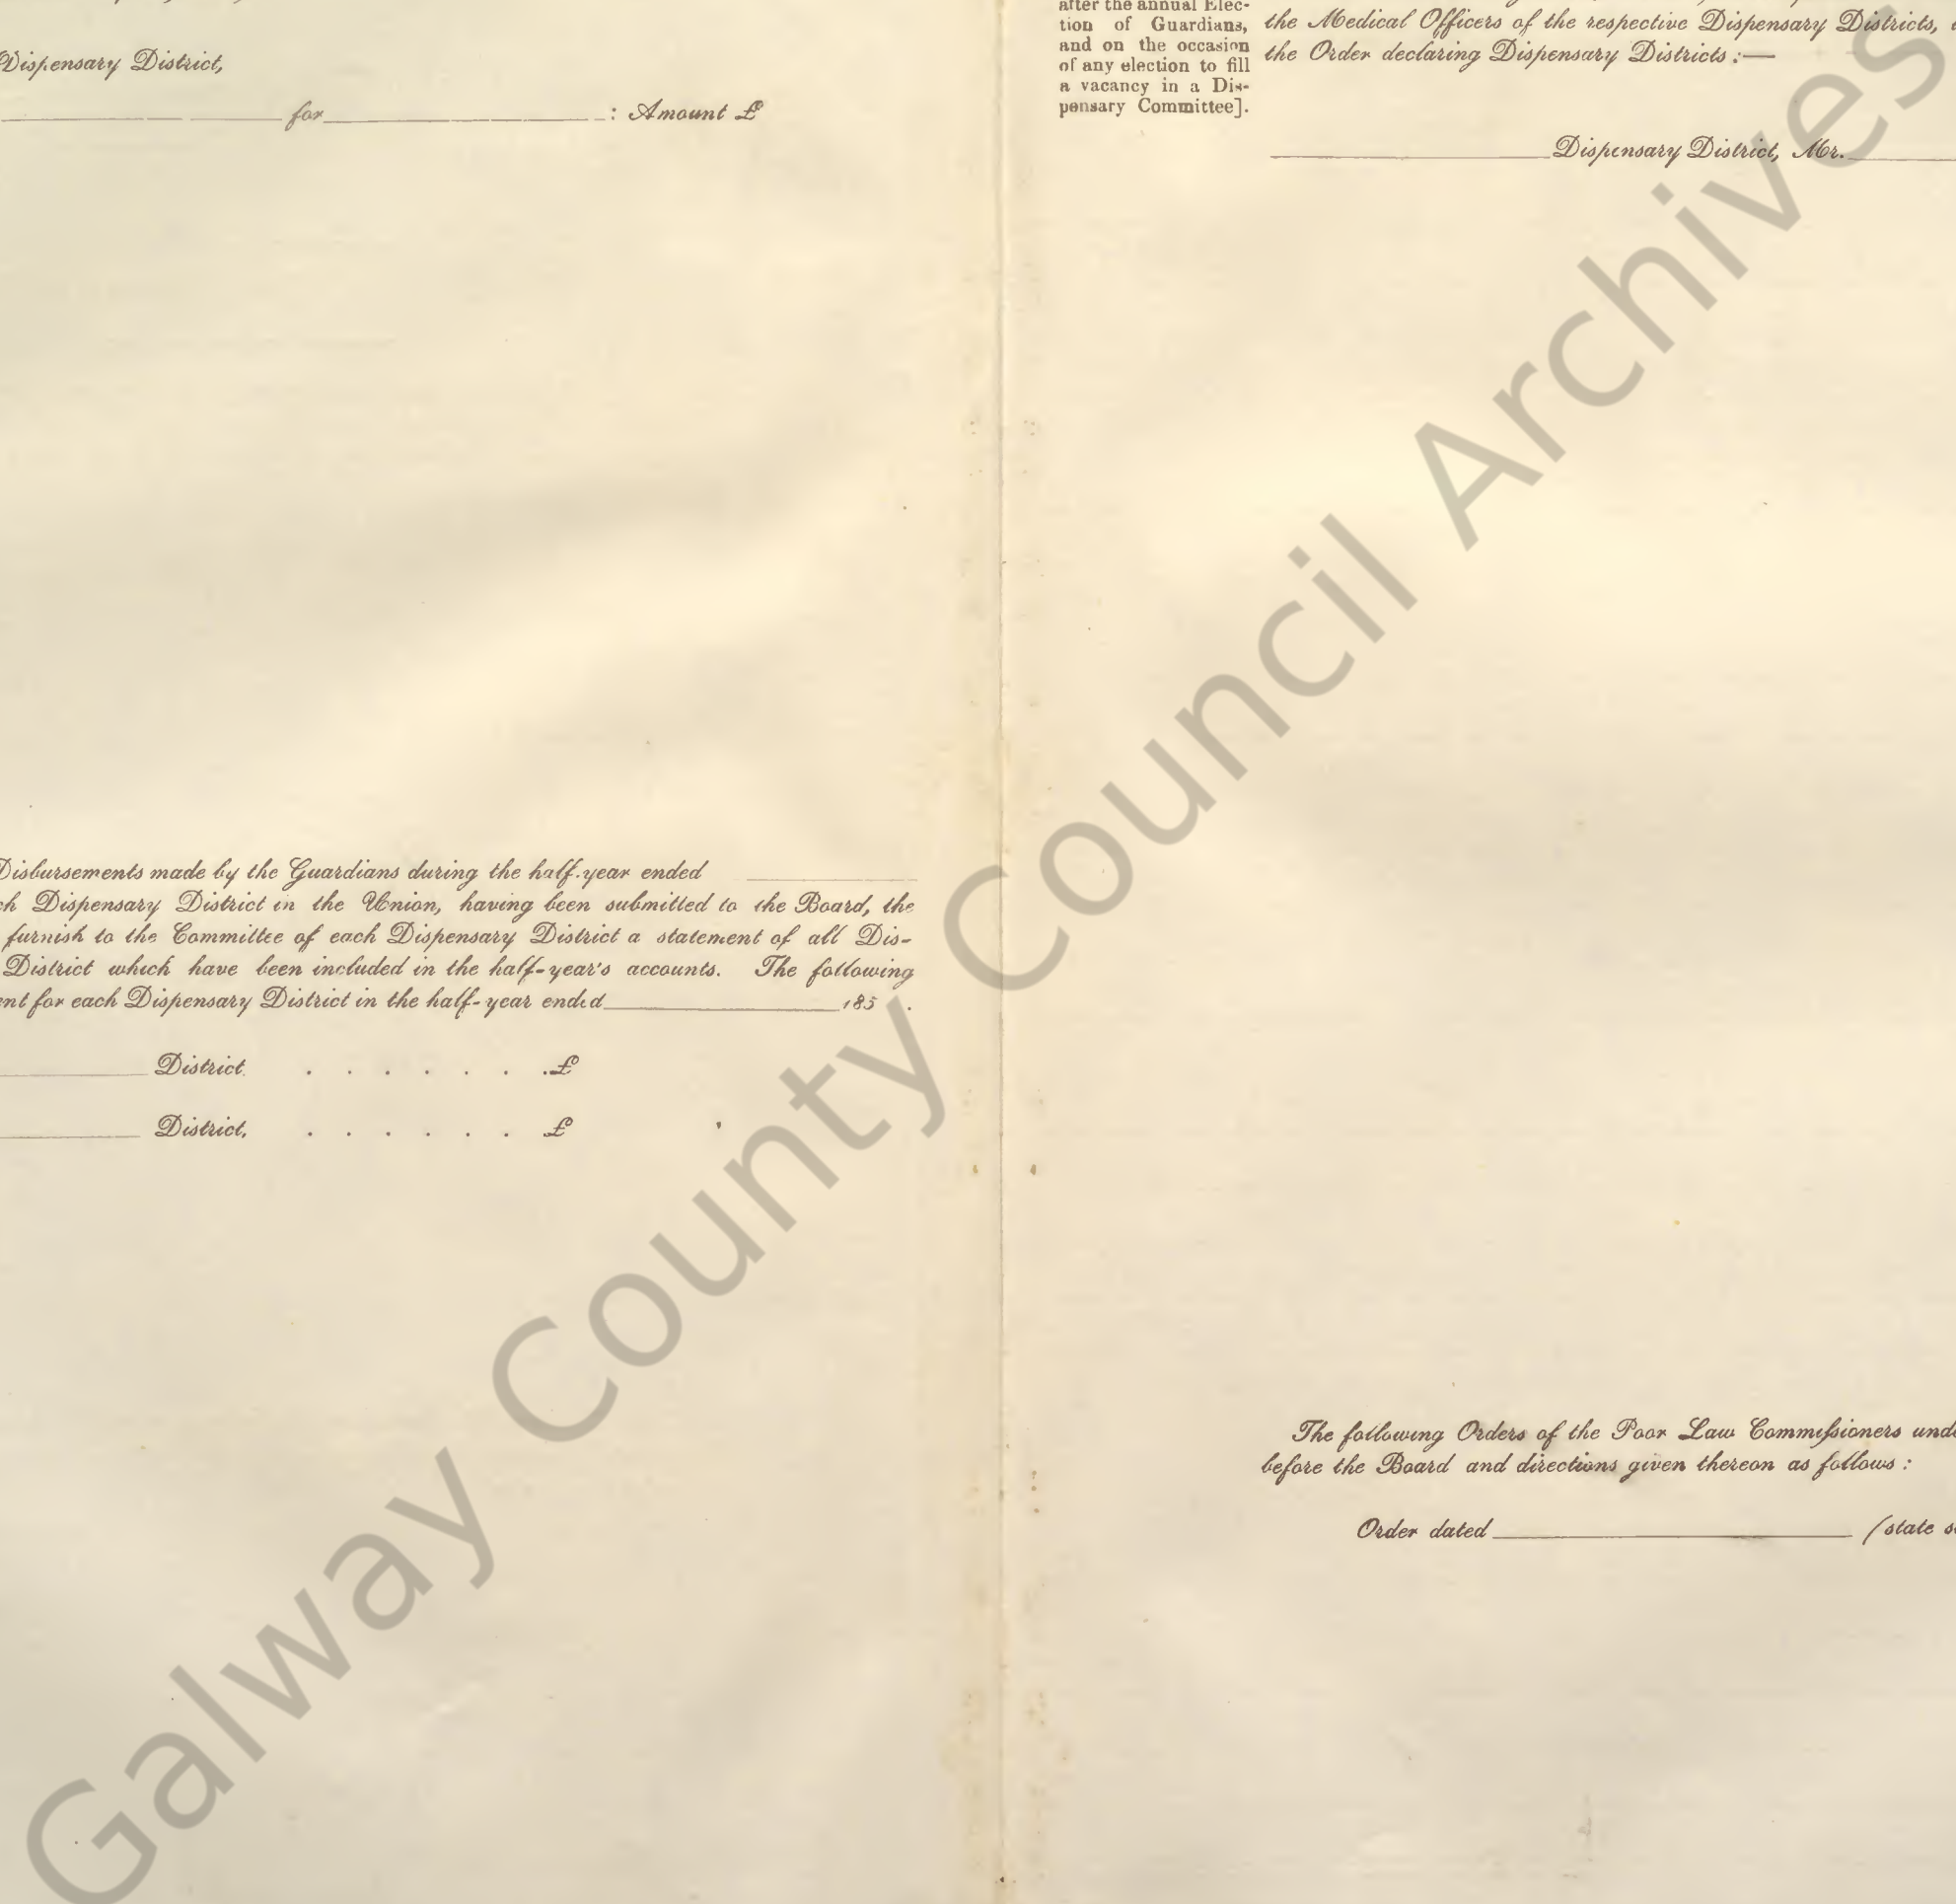 Dispensary District,
for : Amount £
Disbursements made by the Guardians during the half-year ended
Dispensary District in the Union, having been submitted to the Board, the
furnish to the Committee of each Dispensary District a statement of all Dis-
District which have been included in the half-year's accounts. The following
for each Dispensary District in the half-year ended 185 .
District. . . . . . . . £
District, . . . . . . £
after the annual Elec-
tion of Guardians,
and on the occasion
of any election to fill
a vacancy in a Dis-
pensary Committee].
the Medical Officers of the respective Dispensary Districts,
the Order declaring Dispensary Districts :—
Dispensary District, Mr.
The following Orders of the Poor Law Commissioners
before the Board and directions given thereon as follows :
Order dated (state
Galway County Council Archives